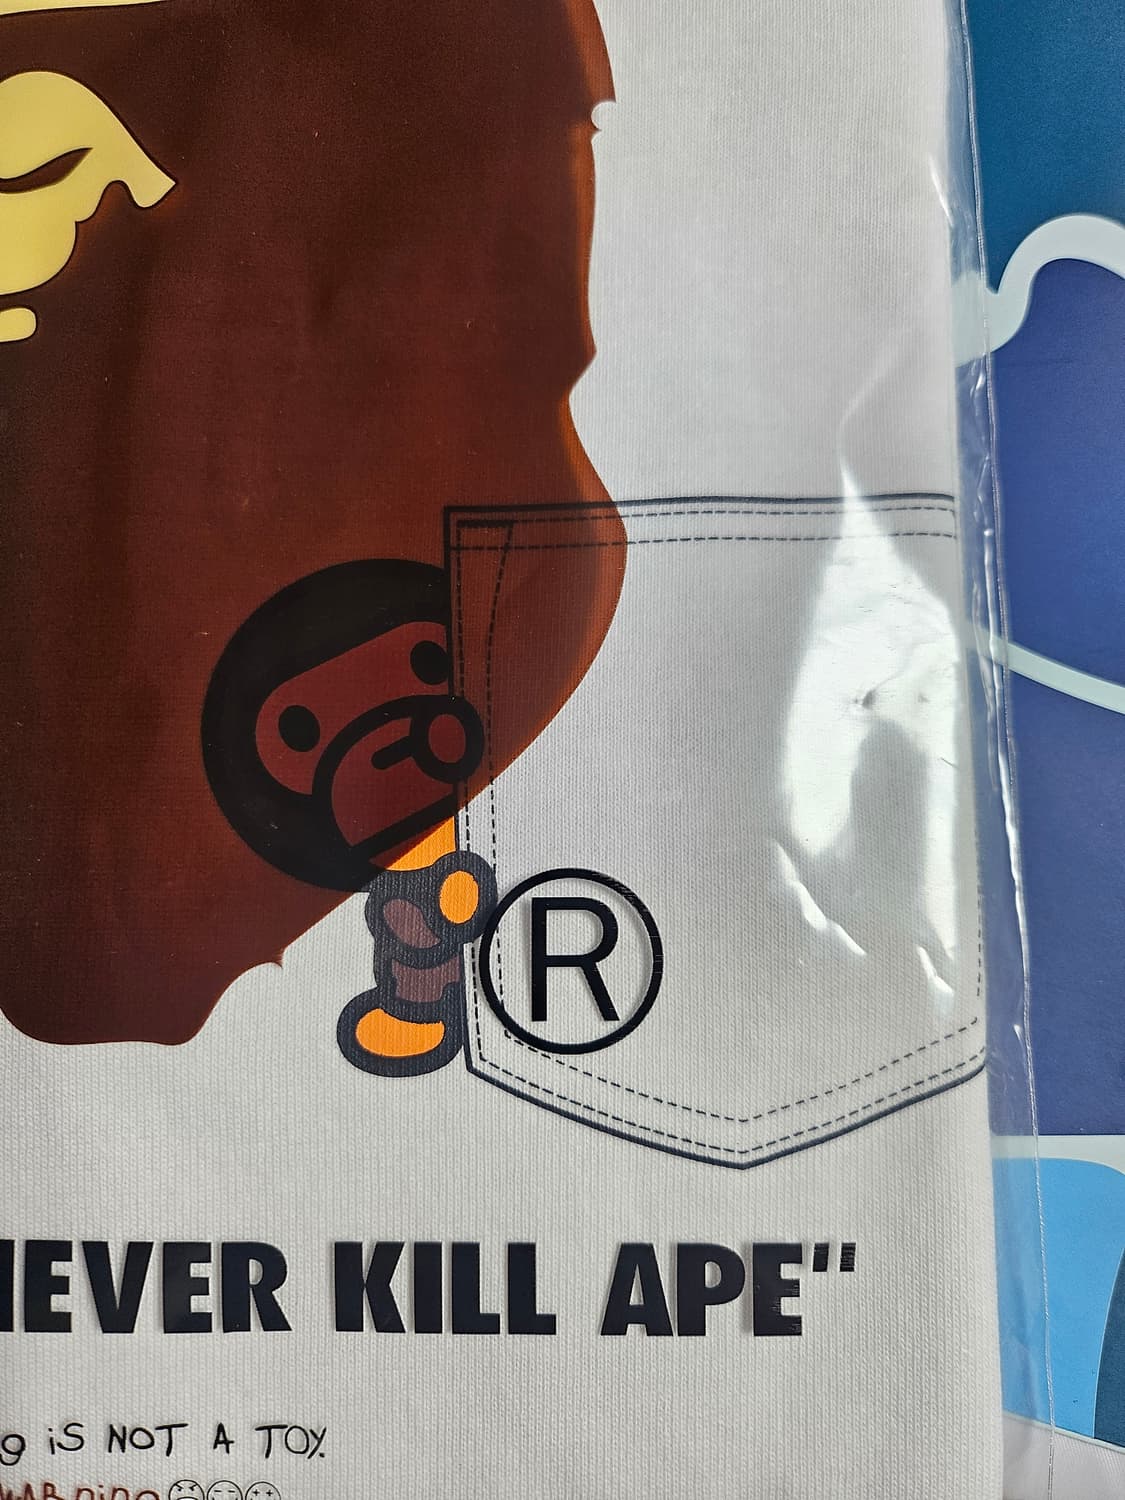 ®
EVER KILL APE"
g iS NOT A TOY.